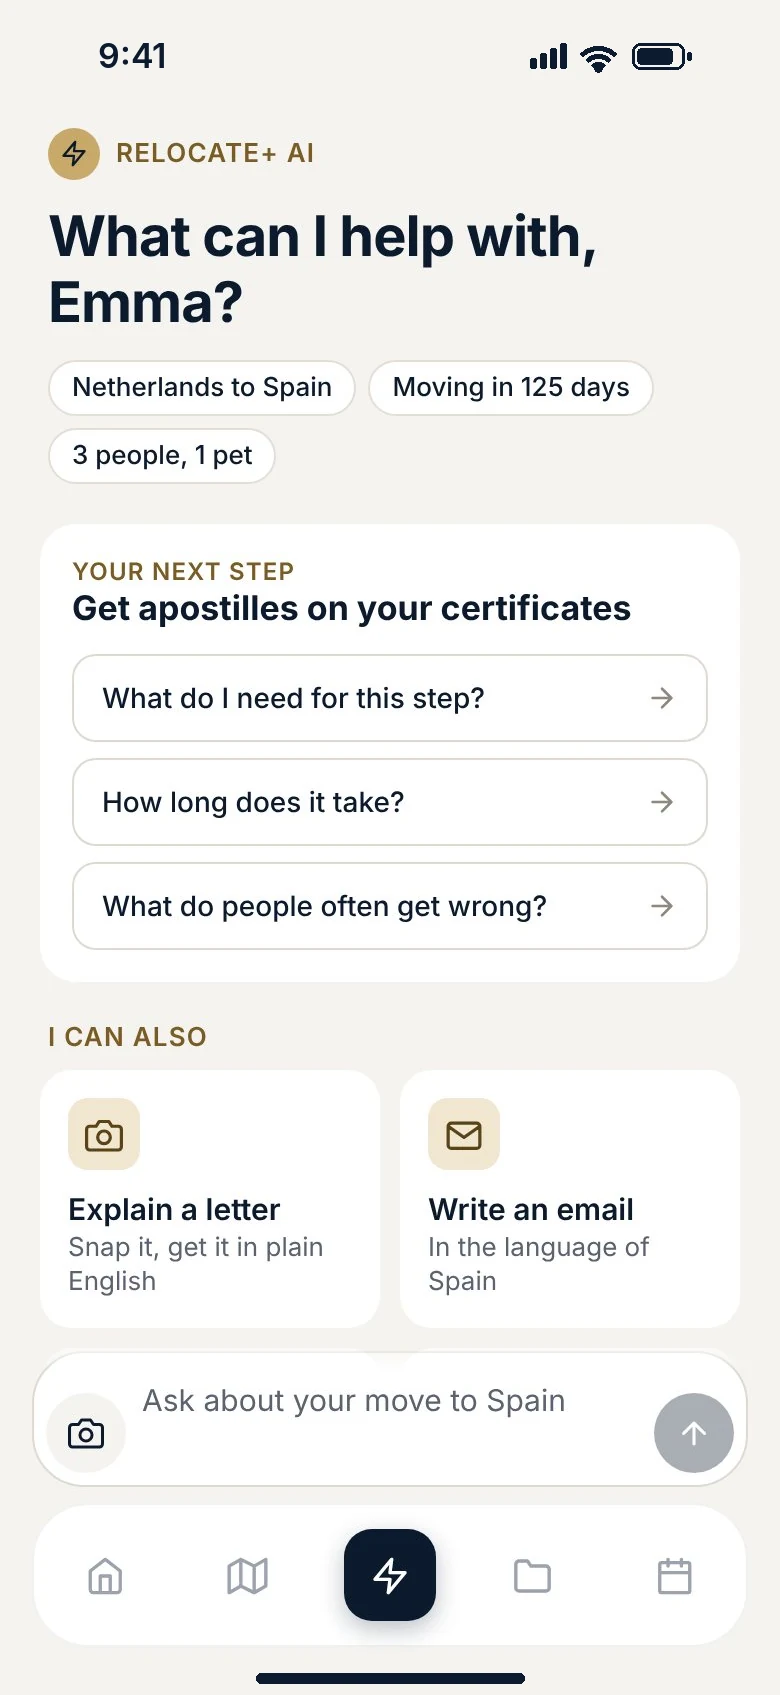 9:41
RELOCATE+ AI
What can I help with,
Emma?
Netherlands to Spain
Moving in 125 days
3 people, 1 pet
YOUR NEXT STEP
Get apostilles on your certificates
What do I need for this step?
How long does it take?
What do people often get wrong?
I CAN ALSO
Explain a letter
Snap it, get it in plain
English
Write an email
In the language of
Spain
Ask about your move to Spain